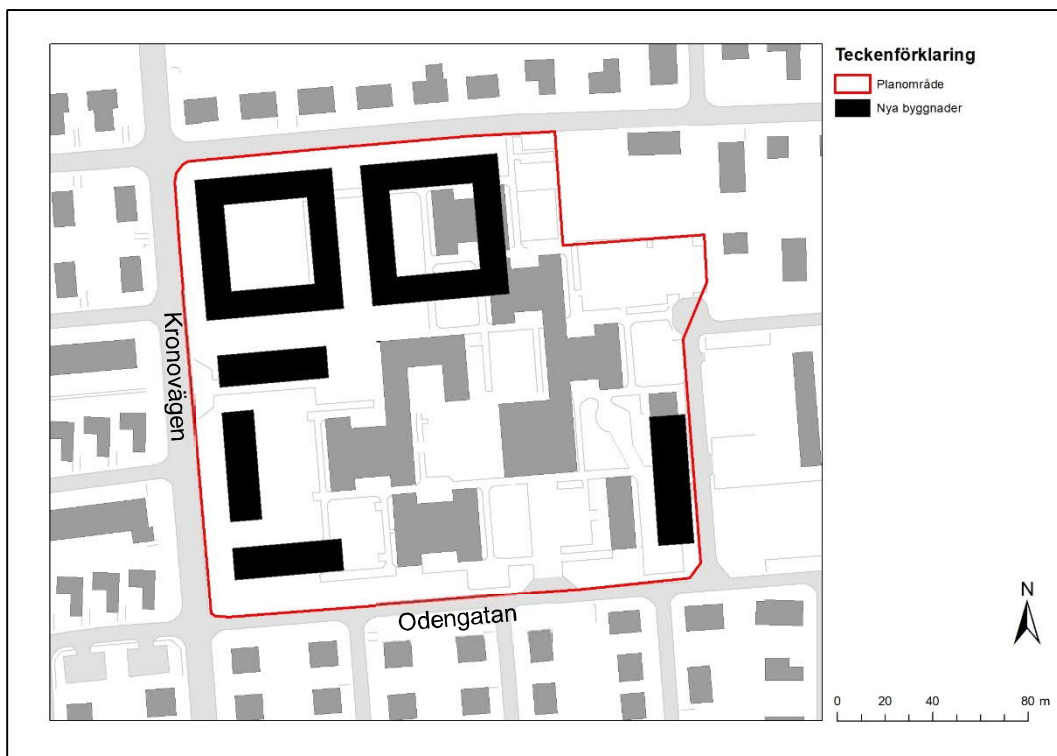 Teckenförklaring
Planområde
Nya byggnader
Kronovägen
Odengatan
N
0 20 40 80 m